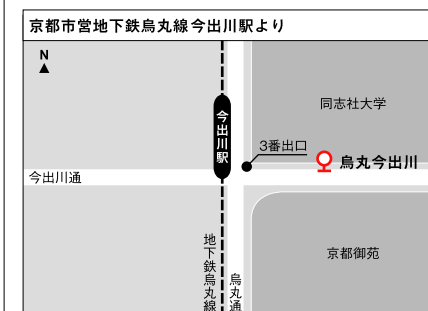 京都市営地下鉄烏丸線今出川駅より
N
同志社大学
今出川駅
3番出口
烏丸今出川
今出川通
京都御苑
地下鉄烏丸線
烏丸通